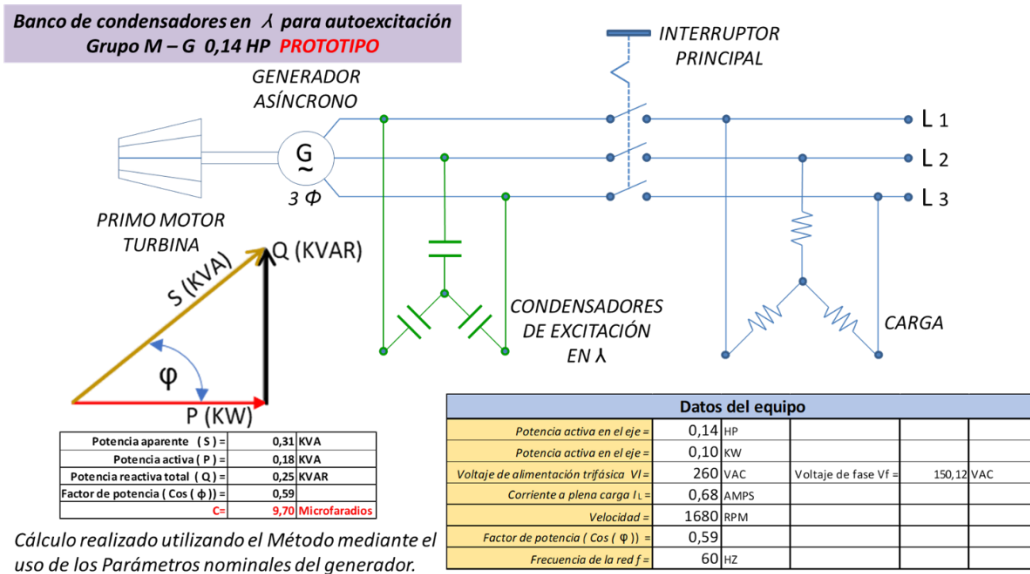 Banco de condensadores en ⅄ para autoexcitación
Grupo M – G 0,14 HP PROTOTIPO
GENERADOR
ASÍNCRONO
INTERRUPTOR
PRINCIPAL
G
~
3 Φ
L 1
L 2
L 3
PRIMO MOTOR
TURBINA
CONDENSADORES
DE EXCITACIÓN
EN ⅄
CARGA
Q (KVAR)
S (KVA)
φ
P (KW)
Potencia aparente ( S ) = 0,31 KVA
Potencia activa ( P ) = 0,18 KVA
Potencia reactiva total ( Q ) = 0,25 KVAR
Factor de potencia ( Cos ( ϕ )) = 0,59
C= 9,70 Microfaradios
Cálculo realizado utilizando el Método mediante el
uso de los Parámetros nominales del generador.
Datos del equipo
Potencia activa en el eje = 0,14 HP
Potencia activa en el eje = 0,10 KW
Voltaje de alimentación trifásica Vl = 260 VAC Voltaje de fase Vf = 150,12 VAC
Corriente a plena carga I L = 0,68 AMPS
Velocidad = 1680 RPM
Factor de potencia ( Cos ( φ )) = 0,59
Frecuencia de la red f = 60 HZ